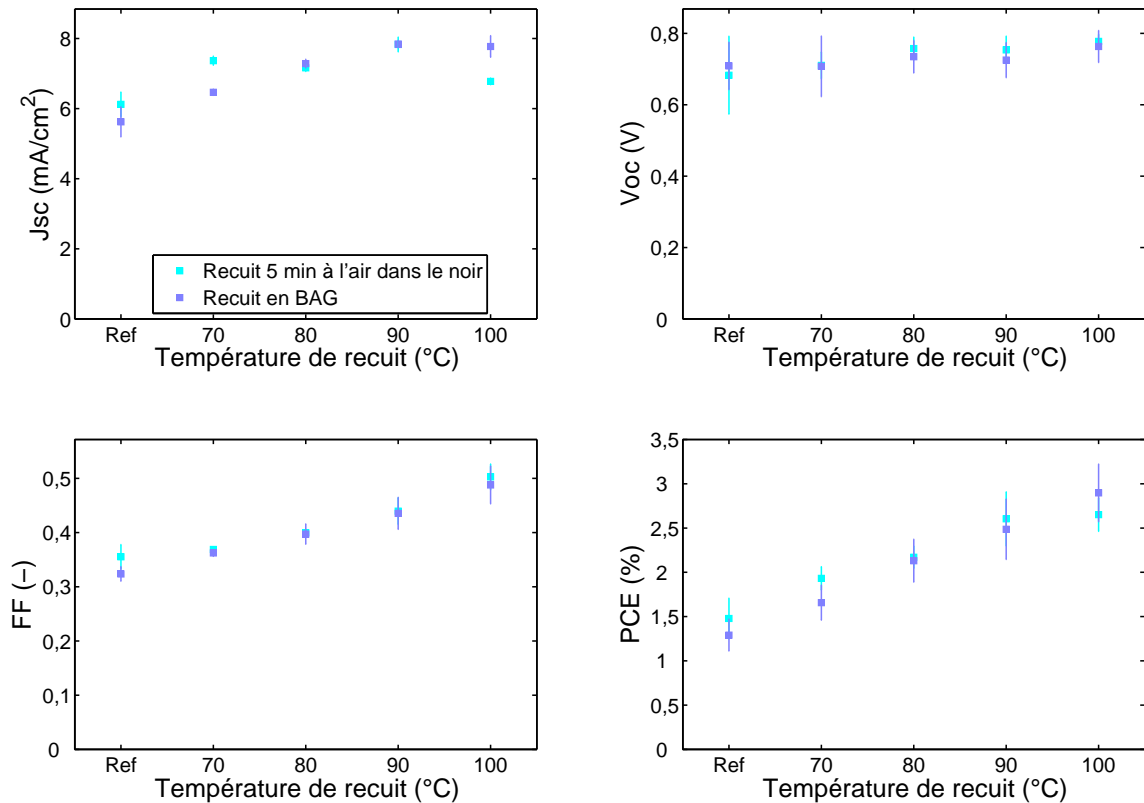 8
6
4
2
0
Jsc (mA/cm²)
Recuit 5 min à l'air dans le noir
Recuit en BAG
Ref 70 80 90 100
Température de recuit (°C)
0,8
0,6
0,4
0,2
0
Voc (V)
Ref 70 80 90 100
Température de recuit (°C)
0,5
0,4
0,3
0,2
0,1
0
FF (−)
Ref 70 80 90 100
Température de recuit (°C)
3,5
3
2,5
2
1,5
1
0,5
0
PCE (%)
Ref 70 80 90 100
Température de recuit (°C)